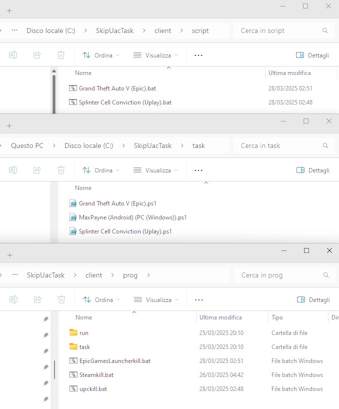 Disco locale (C:) > SkipUacTask > client > script >
Cerca in script
Ordina
Visualizza
Dettagli
Nome
Ultima modifica
Grand Theft Auto V (Epic).bat
28/03/2025 02:51
Splinter Cell Conviction (Uplay).bat
28/03/2025 02:48
Questo PC > Disco locale (C:) > SkipUacTask > task
Cerca in task
Ordina
Visualizza
Dettagli
Nome
Grand Theft Auto V (Epic).ps1
MaxPayne (Android) (PC (Windows)).ps1
Splinter Cell Conviction (Uplay).ps1
SkipUacTask > client > prog >
Cerca in prog
Ordina
Visualizza
Dettagli
Nome
Ultima modifica
Tipo
De
run
25/03/2025 20:10
Cartella di file
task
25/03/2025 20:10
Cartella di file
EpicGamesLauncherkill.bat
28/03/2025 02:51
File batch Windows
Steamkill.bat
26/03/2025 04:42
File batch Windows
upckill.bat
28/03/2025 02:48
File batch Windows